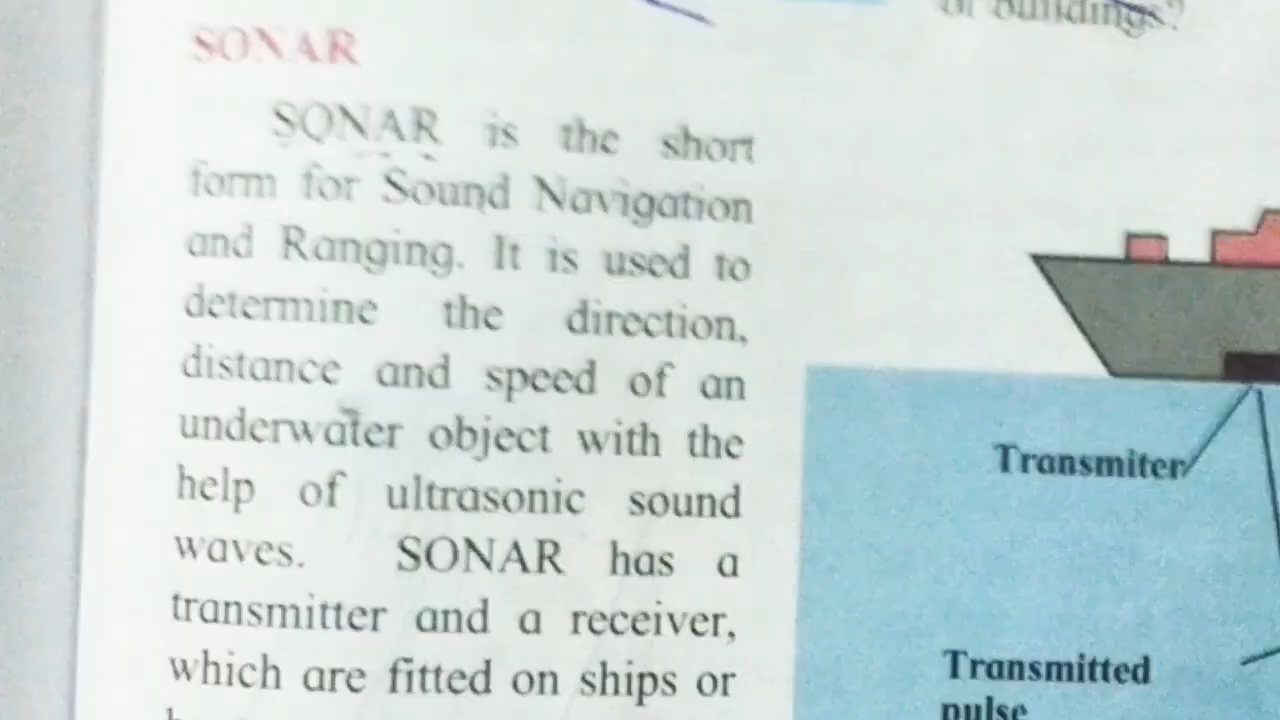 of buildings?
SONAR
SONAR is the short
form for Sound Navigation
and Ranging. It is used to
determine the direction,
distance and speed of an
underwater object with the
help of ultrasonic sound
waves. SONAR has a
transmitter and a receiver,
which are fitted on ships or
Transmiter
Transmitted
pulse